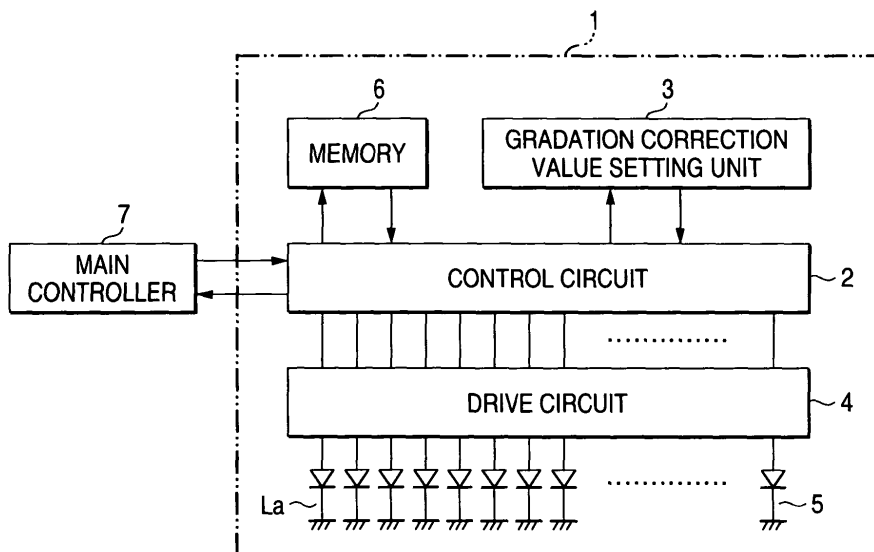 1
6
3
MEMORY
GRADATION CORRECTION
VALUE SETTING UNIT
7
MAIN
CONTROLLER
CONTROL CIRCUIT
2
DRIVE CIRCUIT
4
La
5